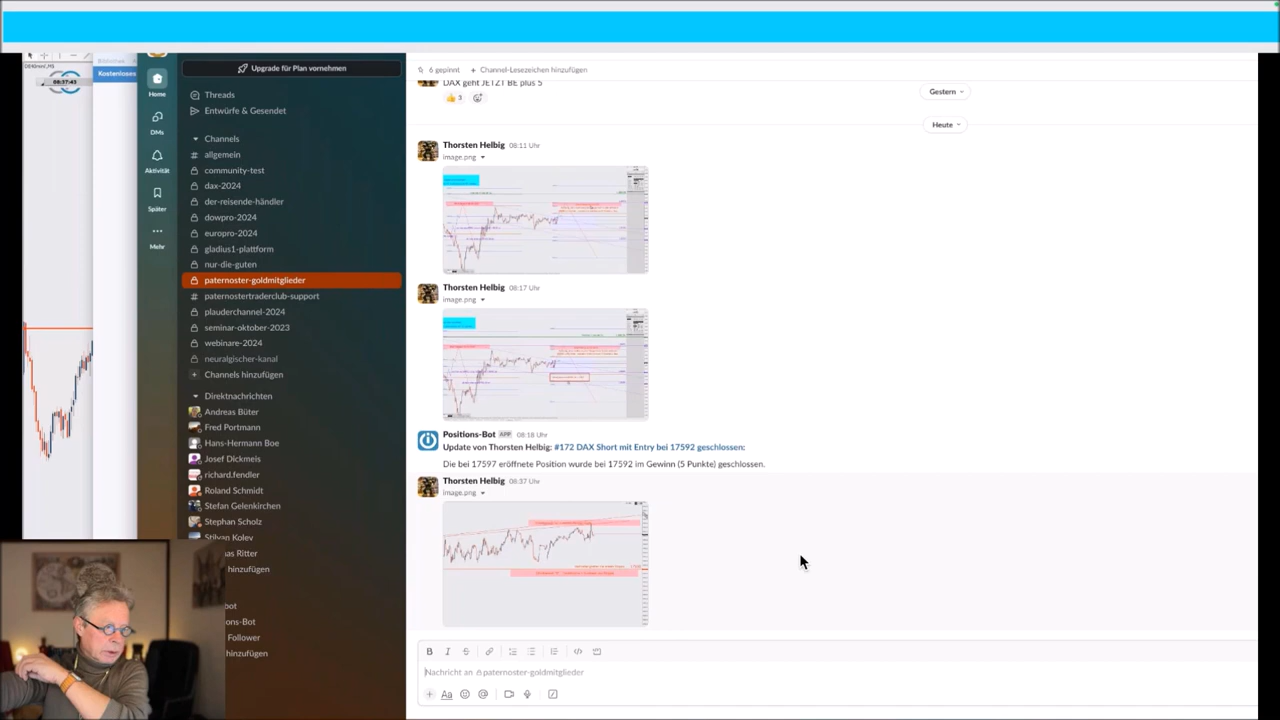 Upgrade für Plan vornehmen
Kostenloses
08:37:43
Home
DMs
Aktivität
Später
Mehr
Threads
Entwürfe & Gesendet
Channels
allgemein
community-test
dax-2024
der-reisende-händler
dowpro-2024
europro-2024
gladius1-plattform
nur-die-guten
paternoster-goldmitglieder
paternostertraderclub-support
plauderchannel-2024
seminar-oktober-2023
webinare-2024
neuralgischer-kanal
Channels hinzufügen
Direktnachrichten
Andreas Büter
Fred Portmann
Hans-Hermann Boe
Josef Dickmeis
richard.fendler
Roland Schmidt
Stefan Gelenkirchen
Stephan Scholz
Stilyan Kolev
as Ritter
hinzufügen
bot
ons-Bot
Follower
hinzufügen
6 gepinnt
Channel-Lesezeichen hinzufügen
DAX geht JETZT BE plus 5
3
Gestern
Heute
Thorsten Helbig 08:11 Uhr
image.png
Thorsten Helbig 08:17 Uhr
image.png
Positions-Bot APP 08:18 Uhr
Update von Thorsten Helbig: #172 DAX Short mit Entry bei 17592 geschlossen:
Die bei 17597 eröffnete Position wurde bei 17592 im Gewinn (5 Punkte) geschlossen.
Thorsten Helbig 08:37 Uhr
image.png
Nachricht an paternoster-goldmitglieder